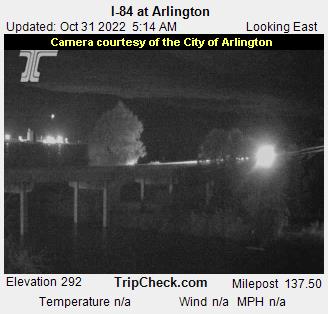 I-84 at Arlington
Updated: Oct 31 2022 5:14 AM Looking East
Camera courtesy of the City of Arlington
Elevation 292 TripCheck.com Milepost 137.50
Temperature n/a Wind n/a MPH n/a